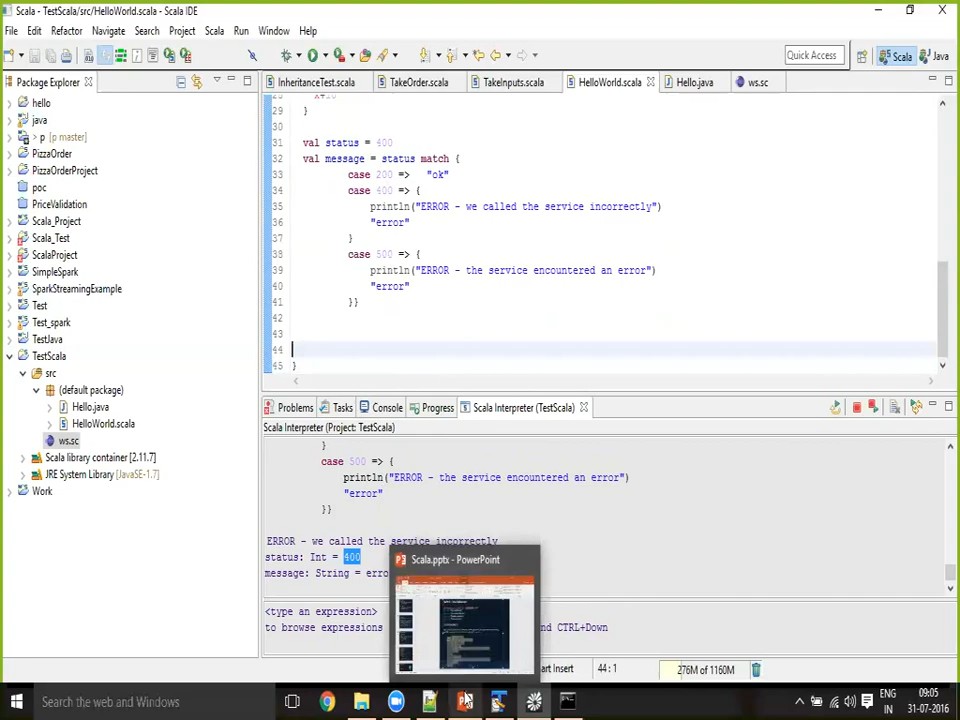 Scala - TestScala/src/HelloWorld.scala - Scala IDE
File Edit Refactor Navigate Search Project Scala Run Window Help
Quick Access Scala Java
Package Explorer
InheritanceTest.scala TakeOrder.scala TakeInputs.scala HelloWorld.scala Hello.java ws.sc
hello
java
> p [p master]
PizzaOrder
PizzaOrderProject
poc
PriceValidation
Scala_Project
Scala_Test
ScalaProject
SimpleSpark
SparkStreamingExample
Test
Test_spark
TestJava
TestScala
src
(default package)
Hello.java
HelloWorld.scala
ws.sc
Scala library container [2.11.7]
JRE System Library [JavaSE-1.7]
Work
29 }
30
31 val status = 400
32 val message = status match {
33 case 200 => "ok"
34 case 400 => {
35 println("ERROR - we called the service incorrectly")
36 "error"
37 }
38 case 500 => {
39 println("ERROR - the service encountered an error")
40 "error"
41 }}
42
43
44
45 }
Problems Tasks Console Progress Scala Interpreter (TestScala)
Scala Interpreter (Project: TestScala)
}
case 500 => {
println("ERROR - the service encountered an error")
"error"
}}
ERROR - we called the service incorrectly
status: Int = 400
message: String = erro
<type an expression>
to browse expressions nd CTRL+Down
Scala.pptx - PowerPoint
art Insert 44:1 276M of 1160M
Search the web and Windows
ENG
IN
09:05
31-07-2016